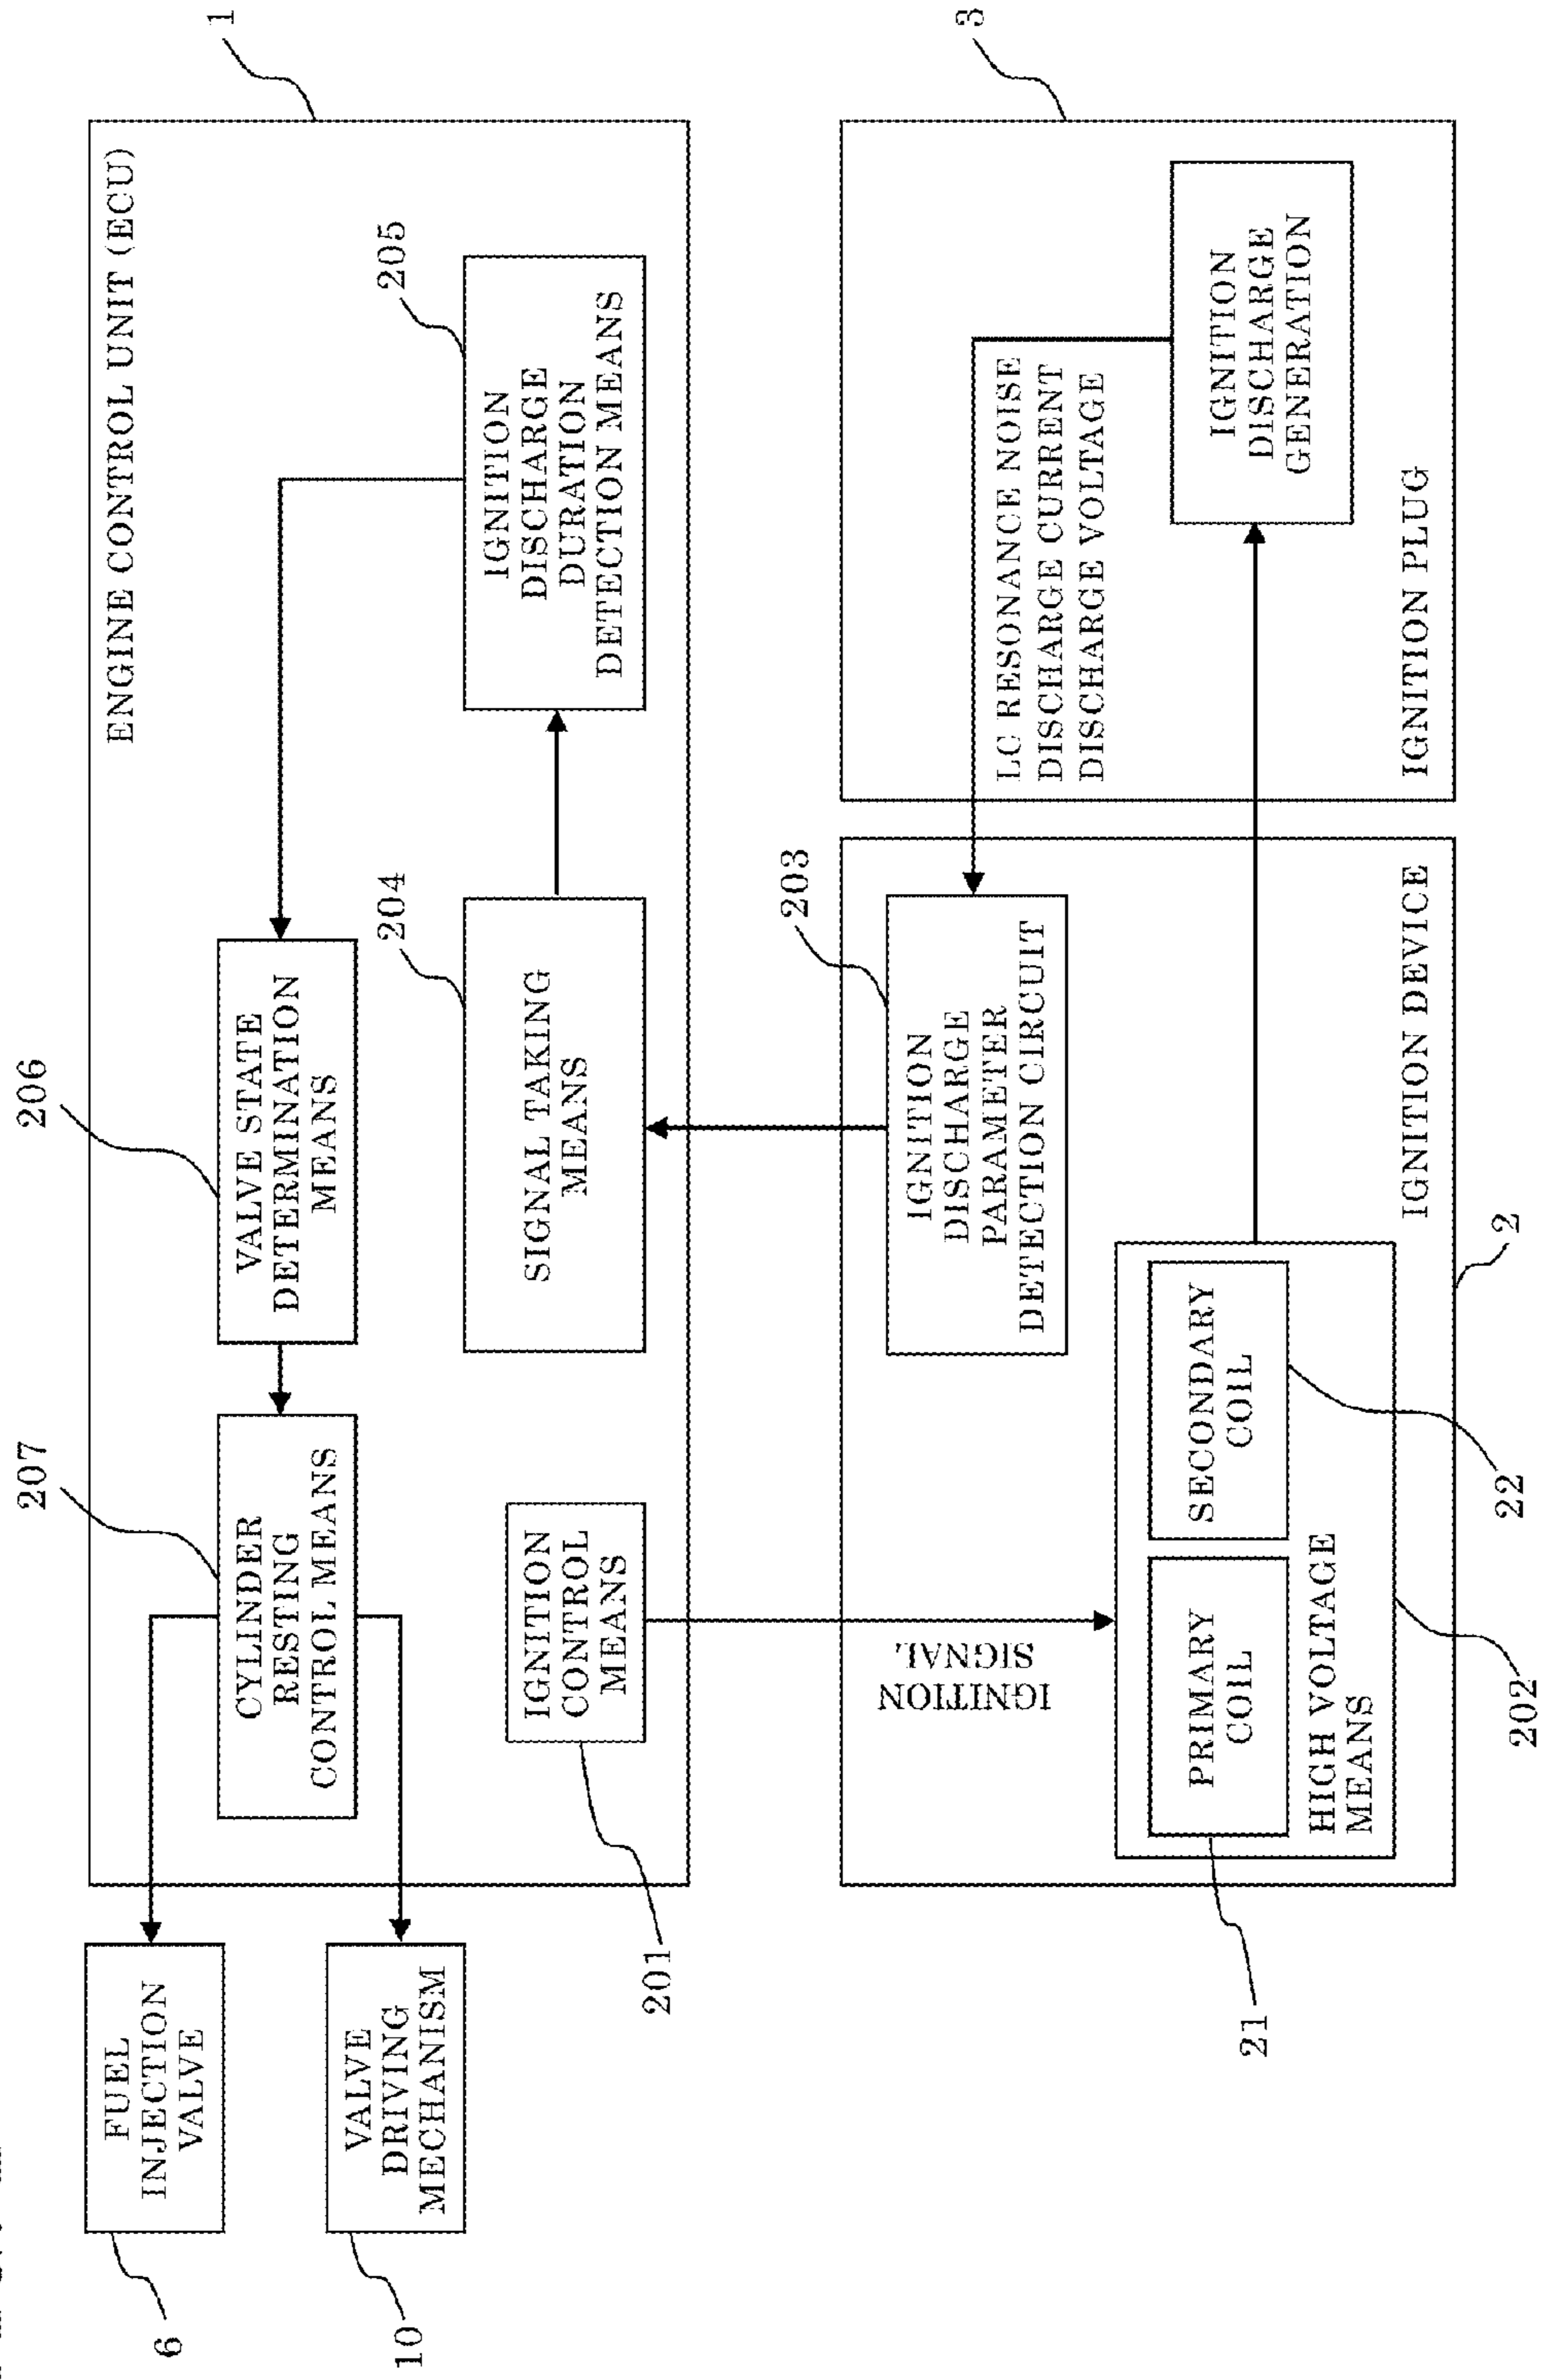 6
FUEL
INJECTION
VALVE
10
VALVE
DRIVING
MECHANISM
ENGINE CONTROL UNIT (ECU)
1
207
CYLINDER
RESTING
CONTROL MEANS
206
VALVE STATE
DETERMINATION
MEANS
201
IGNITION
CONTROL
MEANS
204
SIGNAL TAKING
MEANS
205
IGNITION
DISCHARGE
DURATION
DETECTION MEANS
IGNITION
SIGNAL
203
IGNITION
DISCHARGE
PARAMETER
DETECTION CIRCUIT
LC RESONANCE NOISE
DISCHARGE CURRENT
DISCHARGE VOLTAGE
3
21
PRIMARY
COIL
SECONDARY
COIL
22
HIGH VOLTAGE
MEANS
202
IGNITION DEVICE
2
IGNITION
DISCHARGE
GENERATION
IGNITION PLUG